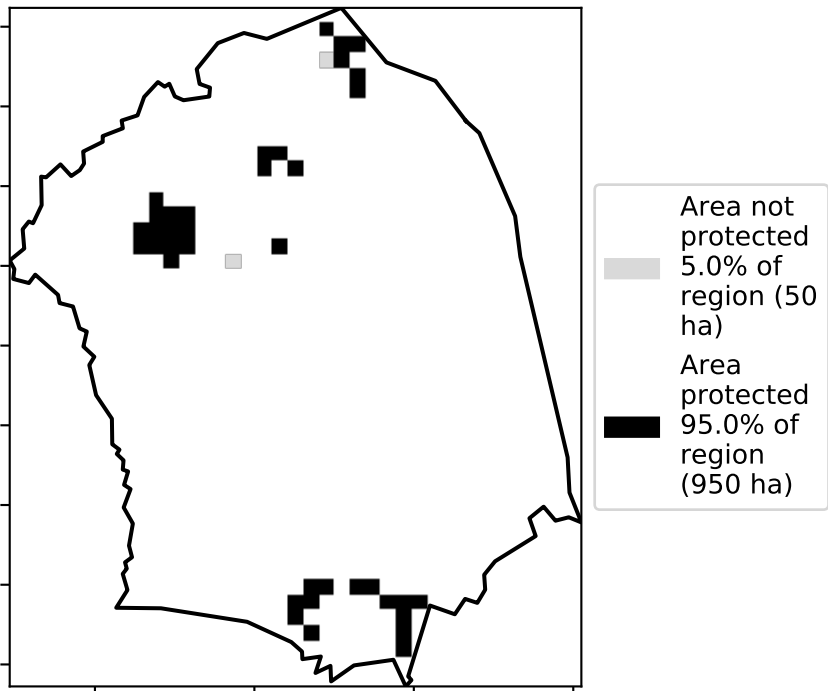 Area not
protected
5.0% of
region (50
ha)
Area
protected
95.0% of
region
(950 ha)